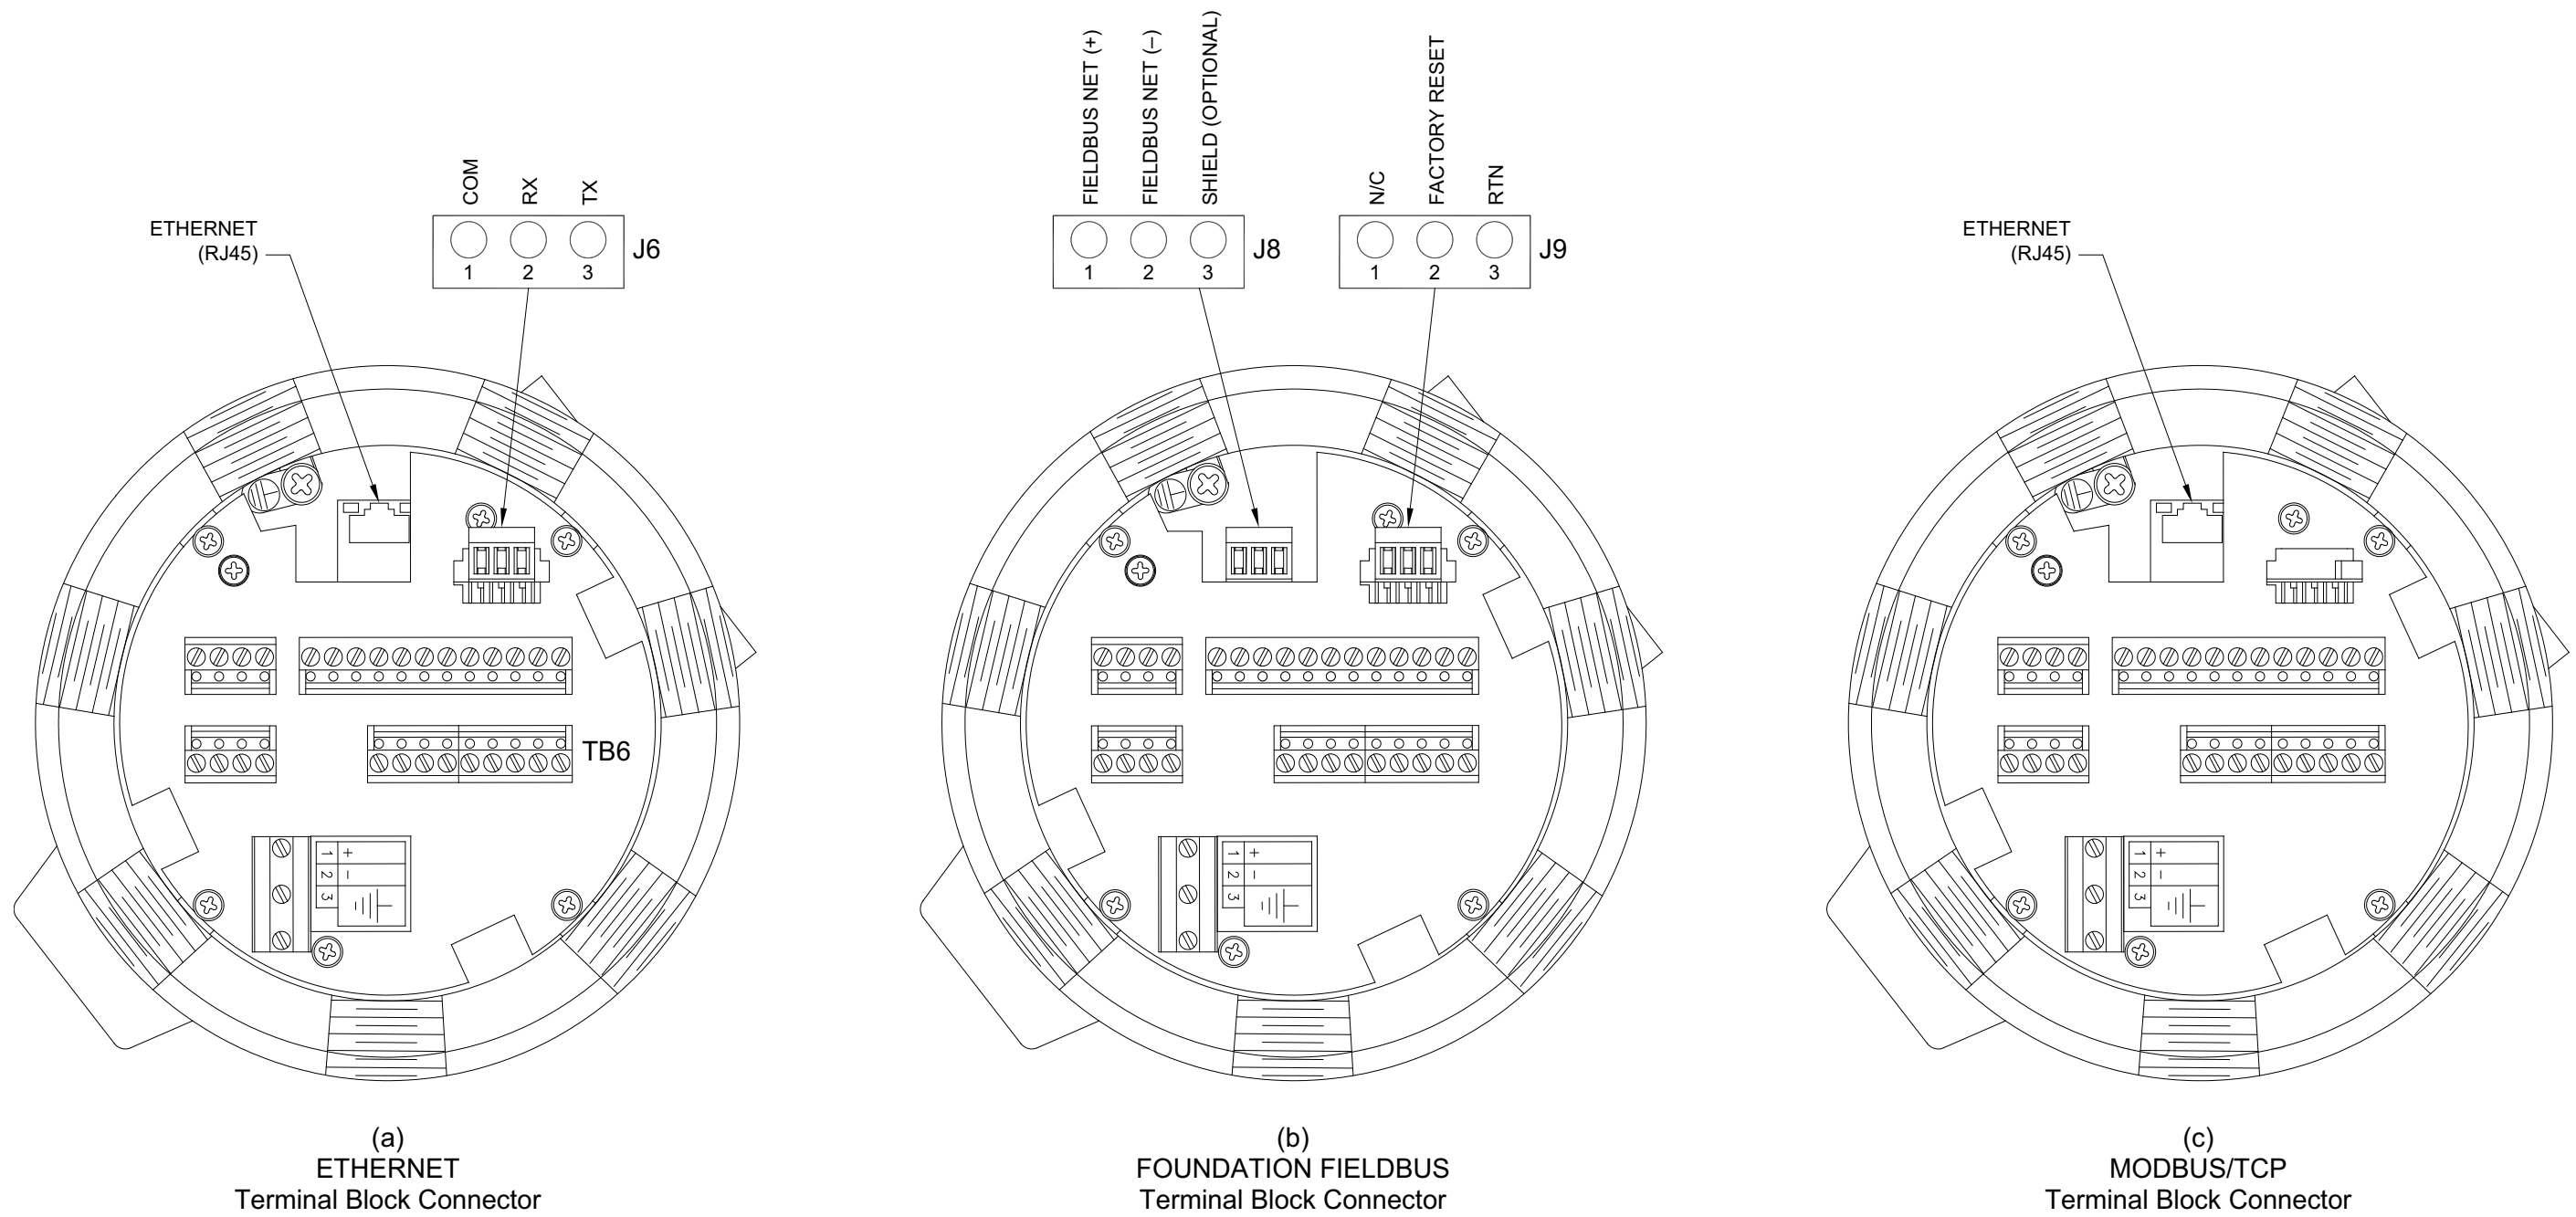 ETHERNET
(RJ45)
COM
RX
TX
1 2 3
J6
TB6
1 +
2 −
3
(a)
ETHERNET
Terminal Block Connector
FIELDBUS NET (+)
FIELDBUS NET (–)
SHIELD (OPTIONAL)
1 2 3
J8
N/C
FACTORY RESET
RTN
1 2 3
J9
1 +
2 −
3
(b)
FOUNDATION FIELDBUS
Terminal Block Connector
ETHERNET
(RJ45)
1 +
2 −
3
(c)
MODBUS/TCP
Terminal Block Connector